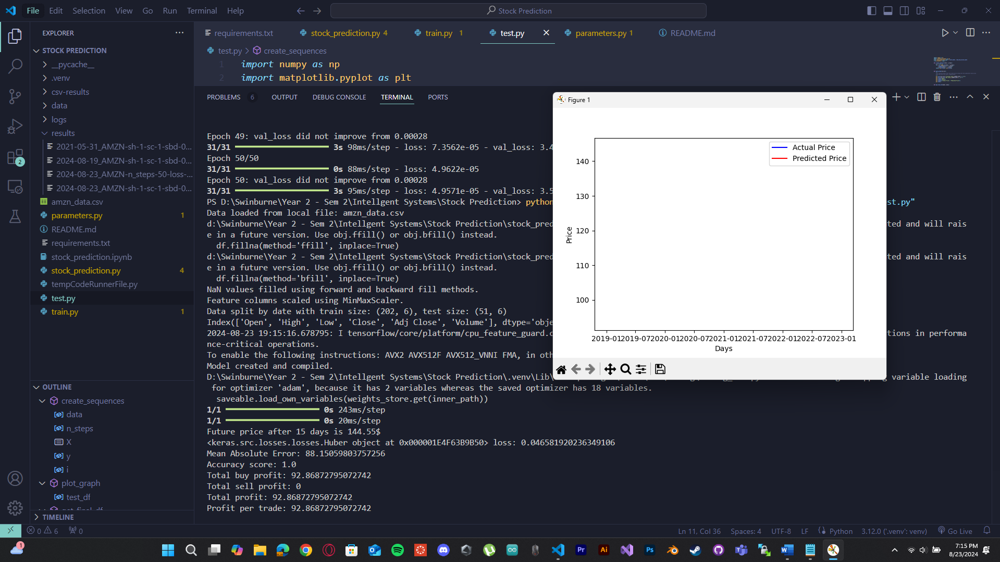 File Edit Selection View Go Run Terminal Help
Stock Prediction
EXPLORER
STOCK PREDICTION
__pycache__
.venv
csv-results
data
logs
results
2021-05-31_AMZN-sh-1-sc-1-sbd-0...
2024-08-19_AMZN-sh-1-sc-1-sbd-0...
2024-08-23_AMZN-n_steps-50-loss-...
2024-08-23_AMZN-sh-1-sc-1-sbd-0...
amzn_data.csv
parameters.py 1
README.md
requirements.txt
stock_prediction.ipynb
stock_prediction.py 4
tempCodeRunnerFile.py
test.py
train.py 1
2
OUTLINE
create_sequences
data
n_steps
X
y
i
plot_graph
test_df
TIMELINE
requirements.txt stock_prediction.py 4 train.py 1 test.py parameters.py 1 README.md
test.py > create_sequences
1 import numpy as np
2 import matplotlib.pyplot as plt
PROBLEMS 6 OUTPUT DEBUG CONSOLE TERMINAL PORTS
Epoch 49: val_loss did not improve from 0.00028
31/31 3s 98ms/step - loss: 7.3562e-05 - val_loss: 3.4
Epoch 50/50
31/31 0s 88ms/step - loss: 4.9622e-05
Epoch 50: val_loss did not improve from 0.00028
31/31 3s 95ms/step - loss: 4.9571e-05 - val_loss: 3.5
PS D:\Swinburne\Year 2 - Sem 2\Intellgent Systems\Stock Prediction> python st.py"
Data loaded from local file: amzn_data.csv
d:\Swinburne\Year 2 - Sem 2\Intellgent Systems\Stock Prediction\stock_pred ted and will rais
e in a future version. Use obj.ffill() or obj.bfill() instead.
df.fillna(method='ffill', inplace=True)
d:\Swinburne\Year 2 - Sem 2\Intellgent Systems\Stock Prediction\stock_pred ted and will rais
e in a future version. Use obj.ffill() or obj.bfill() instead.
df.fillna(method='bfill', inplace=True)
NaN values filled using forward and backward fill methods.
Feature columns scaled using MinMaxScaler.
Data split by date with train size: (202, 6), test size: (51, 6)
Index(['Open', 'High', 'Low', 'Close', 'Adj Close', 'Volume'], dtype='obje
2024-08-23 19:15:16.678795: I tensorflow/core/platform/cpu_feature_guard.c tions in performa
nce-critical operations.
To enable the following instructions: AVX2 AVX512F AVX512_VNNI FMA, in oth
Model created and compiled.
D:\Swinburne\Year 2 - Sem 2\Intellgent Systems\Stock Prediction\.venv\Lib\ variable loading
for optimizer 'adam', because it has 2 variables whereas the saved optimizer has 18 variables.
saveable.load_own_variables(weights_store.get(inner_path))
1/1 0s 243ms/step
1/1 0s 20ms/step
Future price after 15 days is 144.55$
<keras.src.losses.losses.Huber object at 0x000001E4F63B9B50> loss: 0.046581920236349106
Mean Absolute Error: 88.15059803757256
Accuracy score: 1.0
Total buy profit: 92.86872795072742
Total sell profit: 0
Total profit: 92.86872795072742
Profit per trade: 92.86872795072742
Figure 1
Actual Price
Predicted Price
140
130
120
110
100
Price
2019-01 2019-07 2020-01 2020-07 2021-01 2021-07 2022-01 2022-07 2023-01
Days
0 6 0
Ln 11, Col 36 Spaces: 4 UTF-8 LF Python 3.12.0 ('.venv': venv) Go Live
1
Pr Ai Ps
7:15 PM
8/23/2024